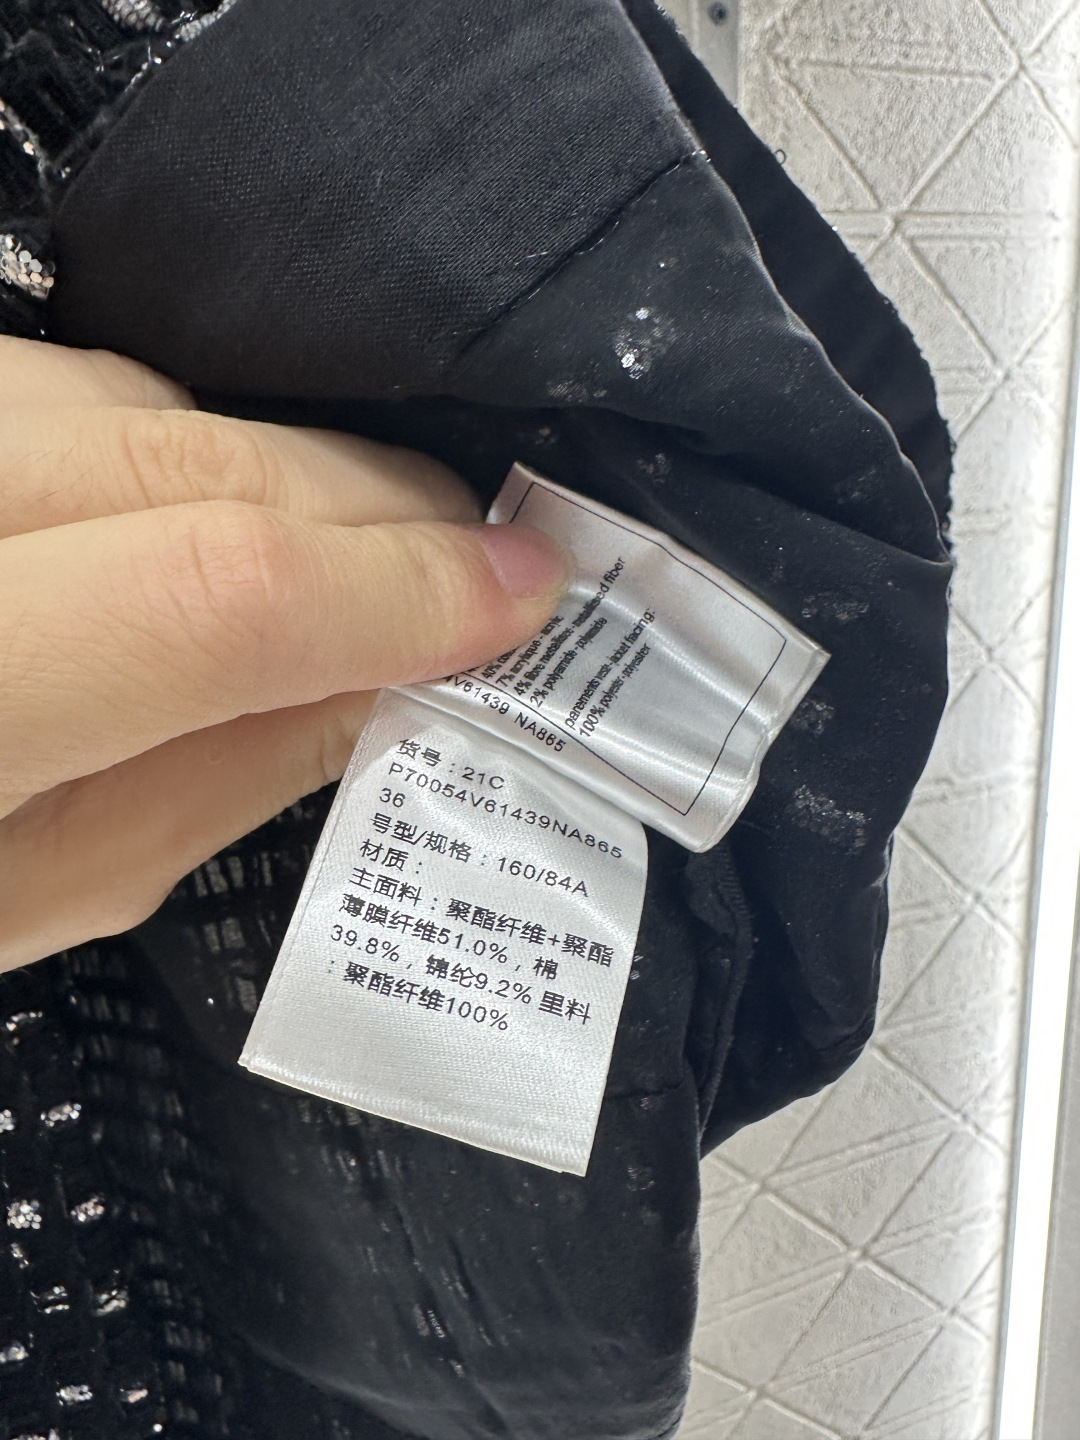 7% acrylique - acrylic
4% fibre metallisee - metallised fiber
2% polyamide - polyamide
parements veste - jacket facing:
100% polyester - polyester
V61439 NA865
货号：21C
P70054V61439NA865
36
号型/规格：160/84A
材质：
主面料：聚酯纤维+聚酯
薄膜纤维51.0%，棉
39.8%，锦纶9.2% 里料
：聚酯纤维100%